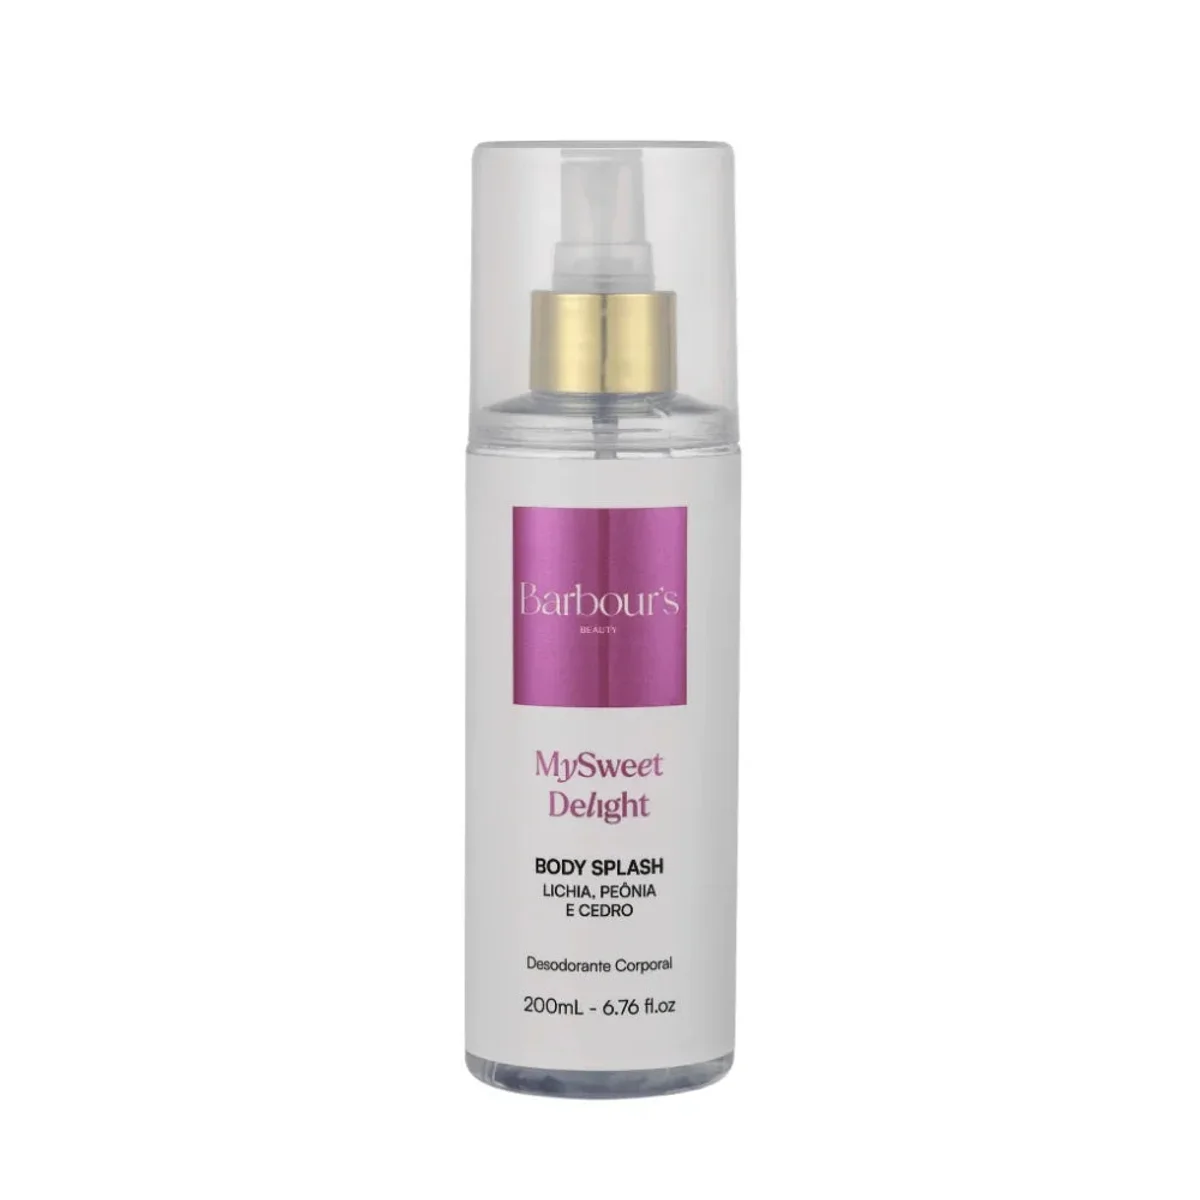 Barbour's
BEAUTY
MySweet
Delight
BODY SPLASH
LICHIA, PEÔNIA
E CEDRO
Desodorante Corporal
200mL - 6.76 fl.oz